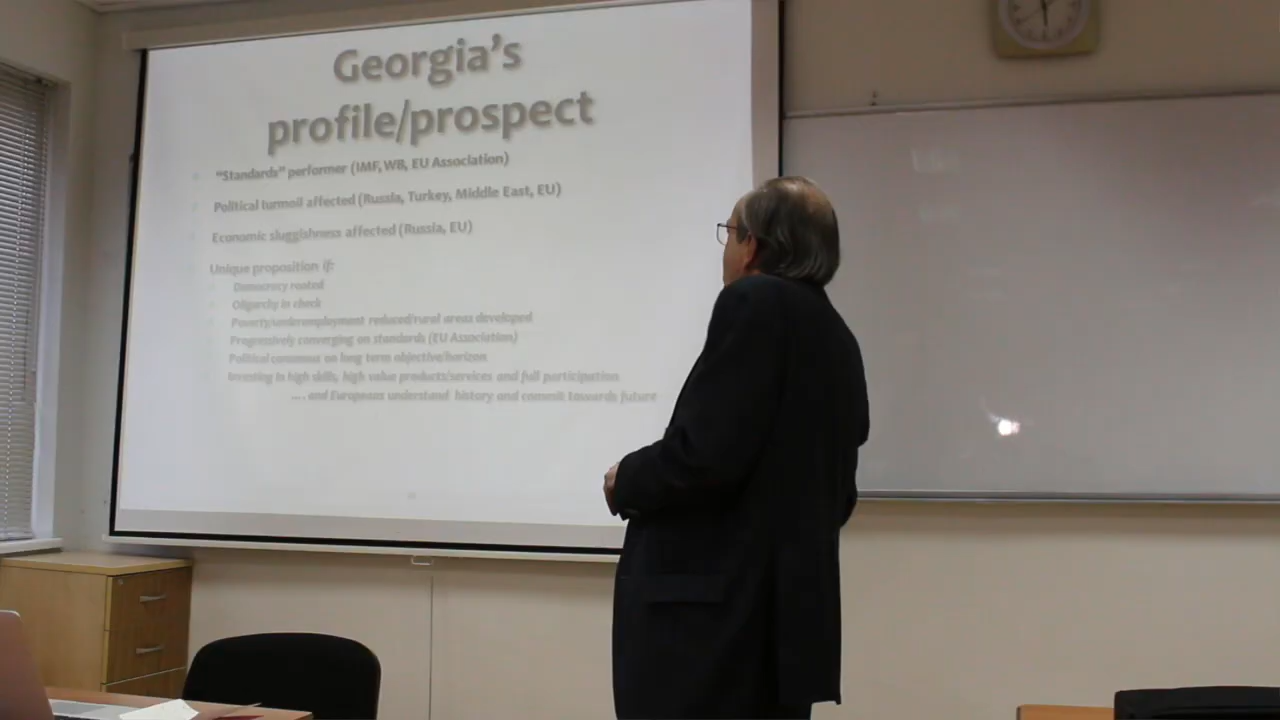 Georgia's
profile/prospect
"Standards" performer (IMF, WB, EU Association)
Political turmoil affected (Russia, Turkey, Middle East, EU)
Economic sluggishness affected (Russia, EU)
Unique proposition if:
Democracy rooted
Oligarchy in check
Poverty/underemployment reduced/rural areas developed
Progressively converging on standards (EU Association)
Political consensus on long term objective/horizon
Investing in high skills, high value products/services and full participation
.... and Europeans understand history and commit towards future